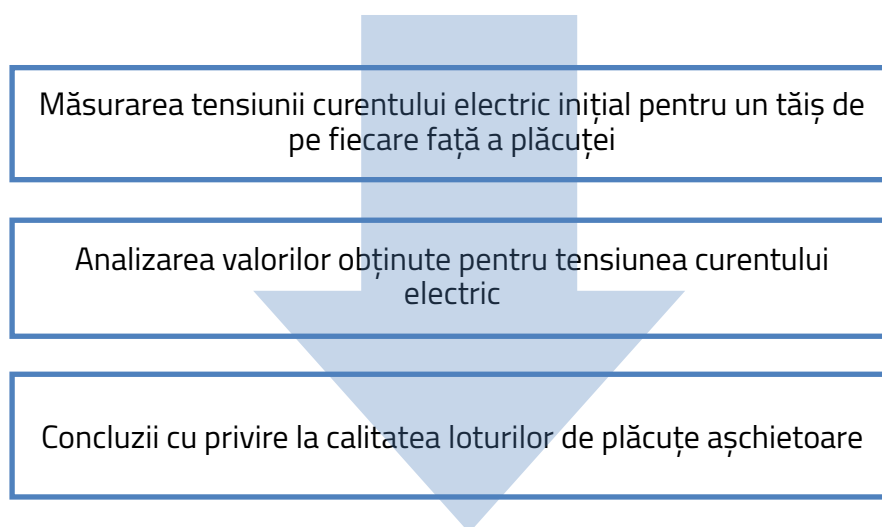 Măsurarea tensiunii curentului electric inițial pentru un tăiș de
pe fiecare față a plăcuței
Analizarea valorilor obținute pentru tensiunea curentului
electric
Concluzii cu privire la calitatea loturilor de plăcuțe așchietoare